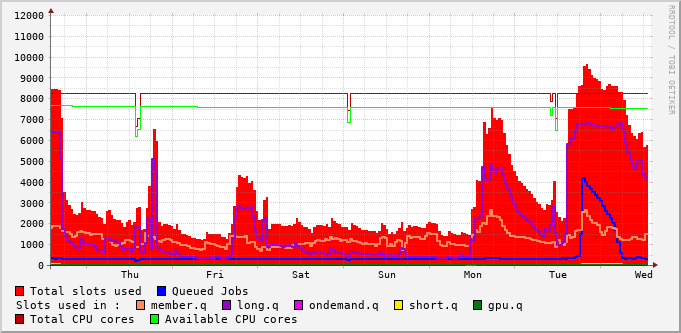 12000
11000
10000
9000
8000
7000
6000
5000
4000
3000
2000
1000
0
Thu Fri Sat Sun Mon Tue Wed
RRDTOOL / TOBI OETIKER
Total slots used Queued Jobs
Slots used in : member.q long.q ondemand.q short.q gpu.q
Total CPU cores Available CPU cores